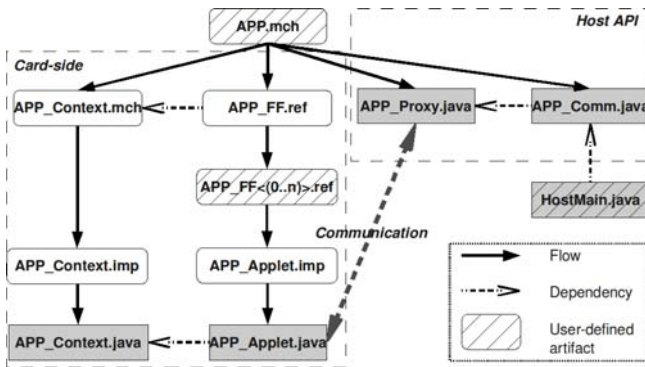 APP.mch
Host API
Card-side
APP_Context.mch
APP_FF.ref
APP_Proxy.java
APP_Comm.java
APP_FF<(0..n)>.ref
HostMain.java
Communication
APP_Context.imp
APP_Applet.imp
Flow
Dependency
APP_Context.java
APP_Applet.java
User-defined
artifact